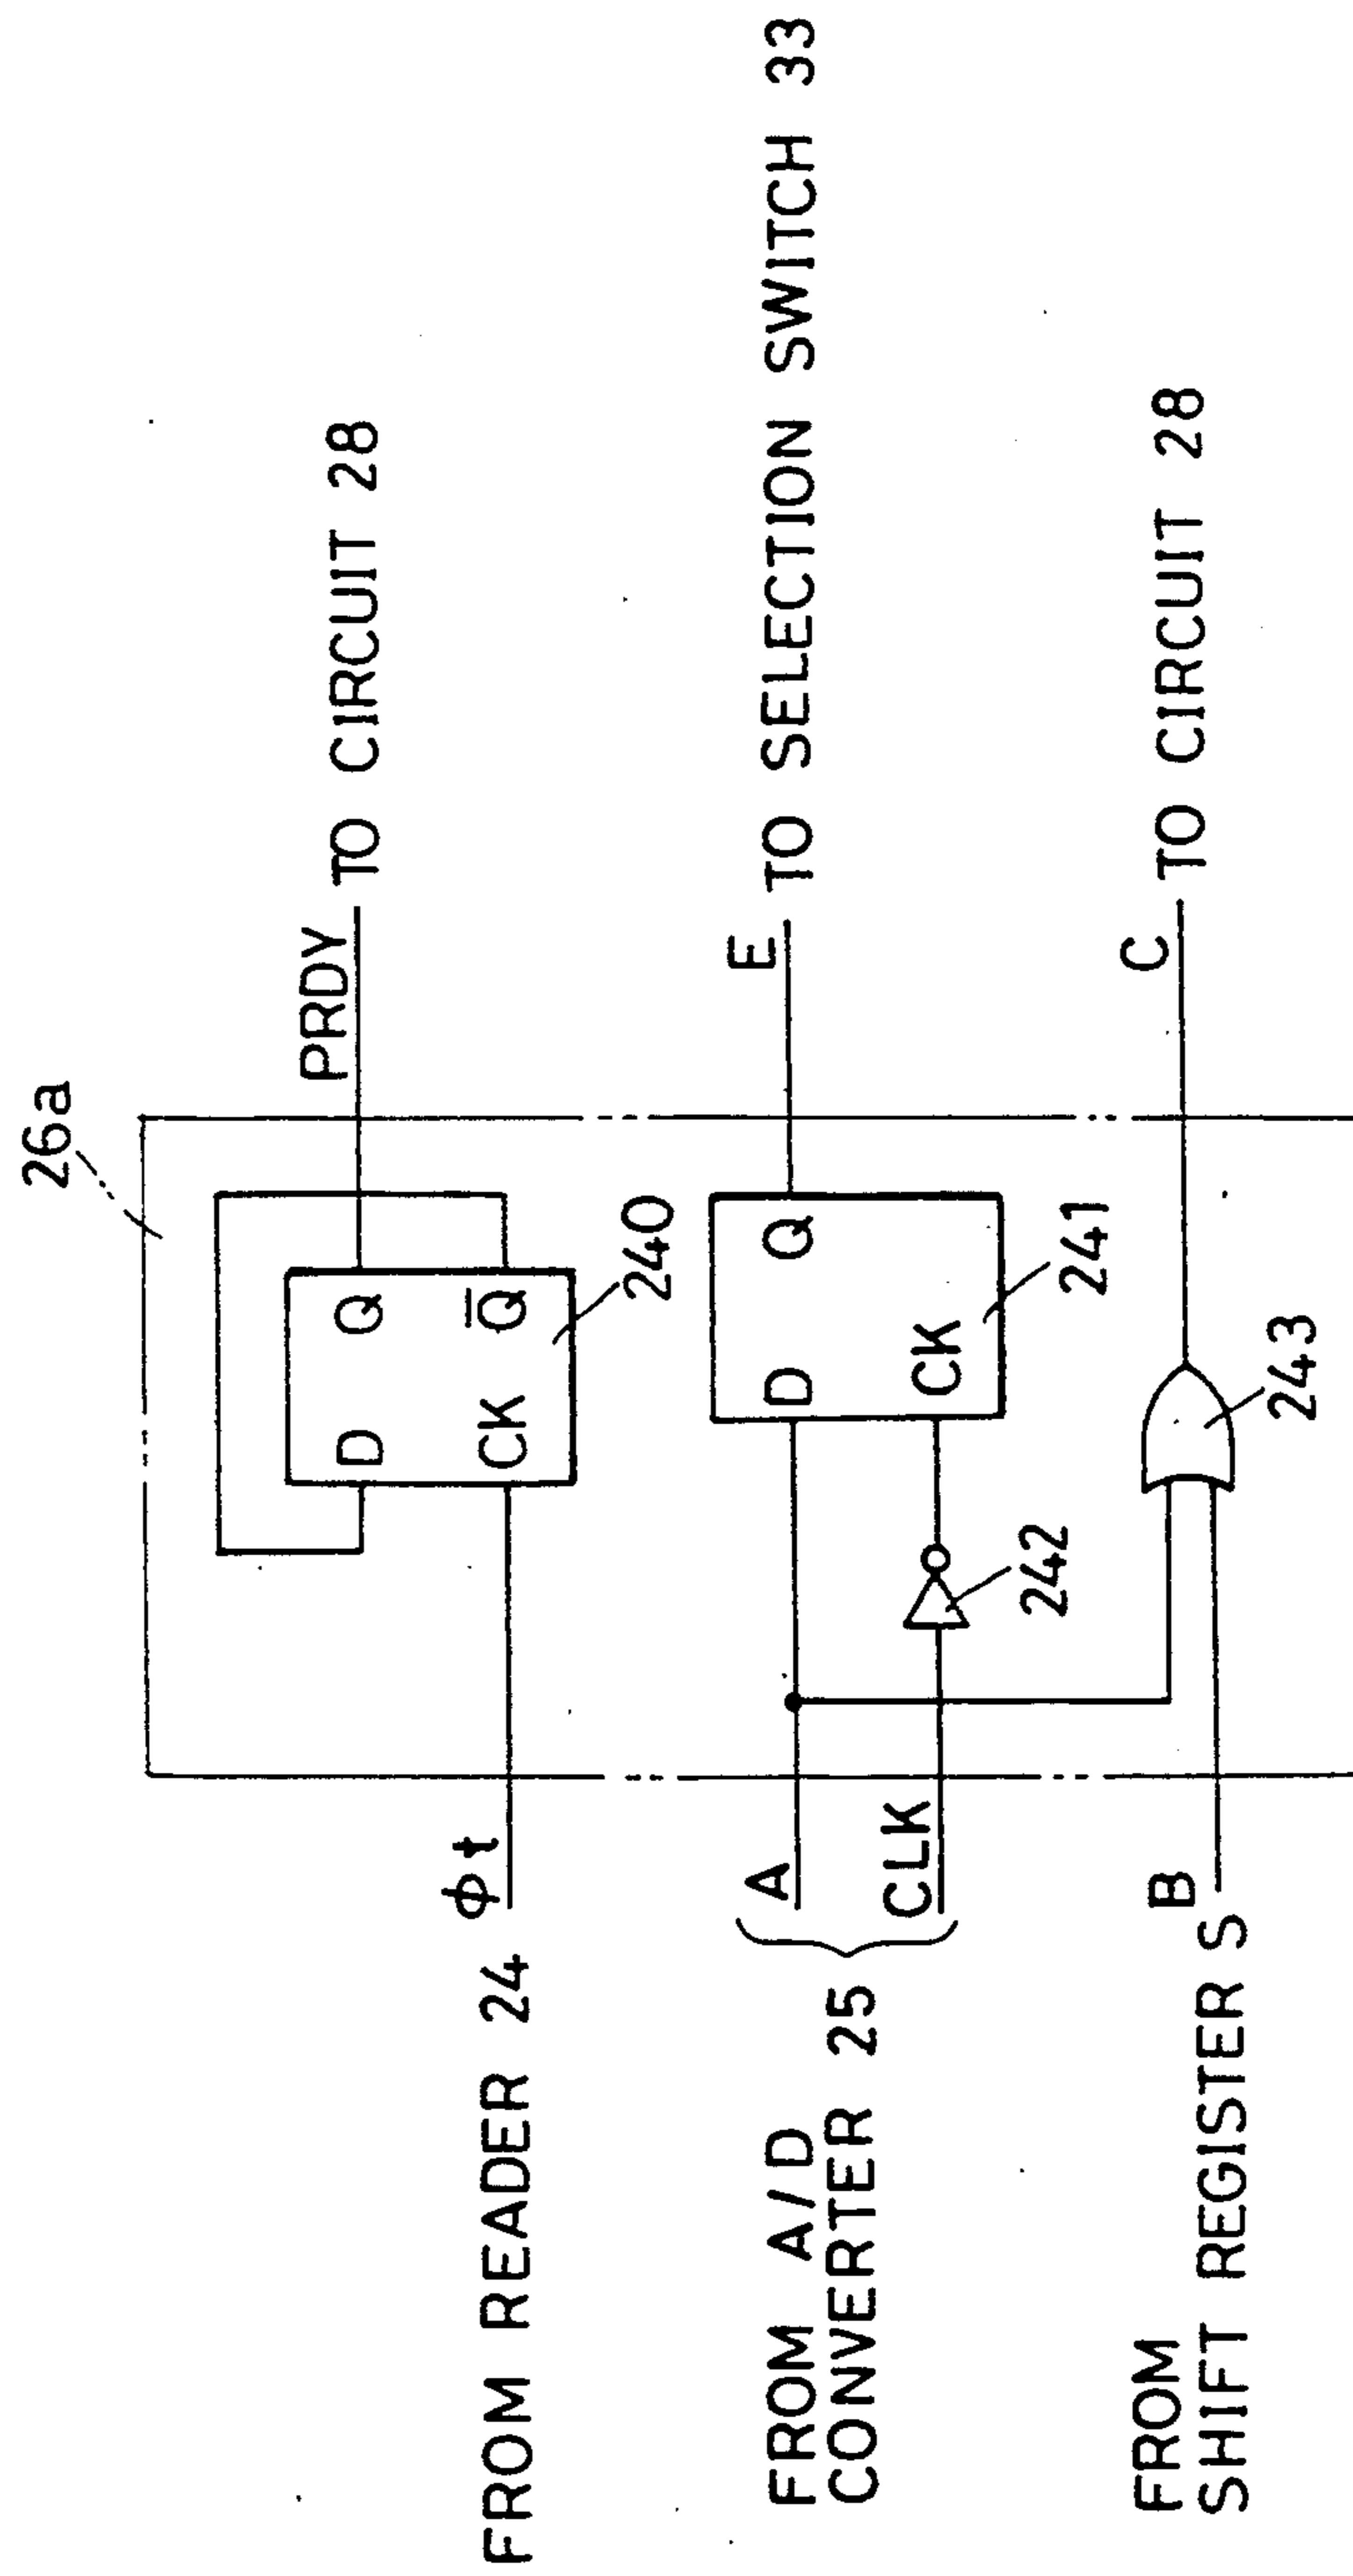 26a
FROM READER 24
φt
D
Q
CK
Q̅
240
PRDY
TO CIRCUIT 28
FROM A/D
CONVERTER 25
A
CLK
D
Q
CK
241
242
E
TO SELECTION SWITCH 33
FROM
SHIFT REGISTER S
B
243
C
TO CIRCUIT 28